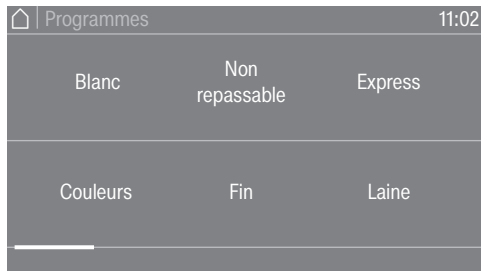 Programmes
11:02
Blanc
Non
repassable
Express
Couleurs
Fin
Laine